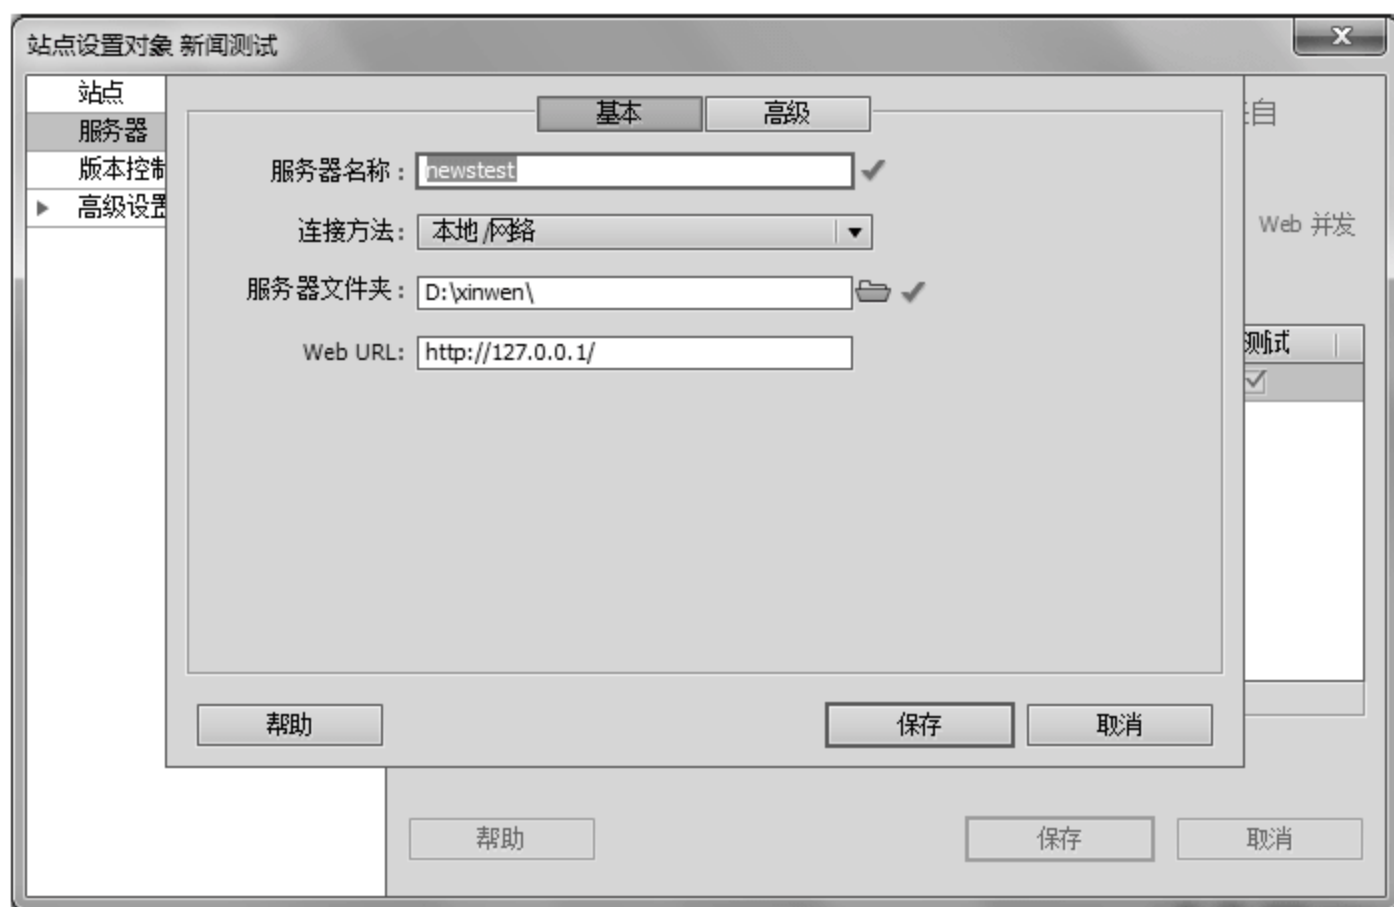 站点设置对象 新闻测试
x
站点
服务器
版本控制
高级设置
基本 高级
服务器名称： newstest
连接方法： 本地/网络
服务器文件夹： D:\xinwen\
Web URL: http://127.0.0.1/
自
Web 并发
测试
帮助 保存 取消
帮助 保存 取消